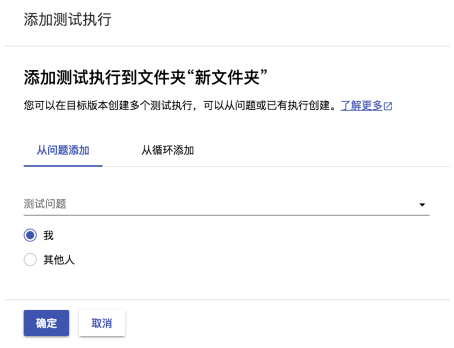 添加测试执行
添加测试执行到文件夹“新文件夹”
您可以在目标版本创建多个测试执行，可以从问题或已有执行创建。了解更多
从问题添加 从循环添加
测试问题
我
其他人
确定 取消